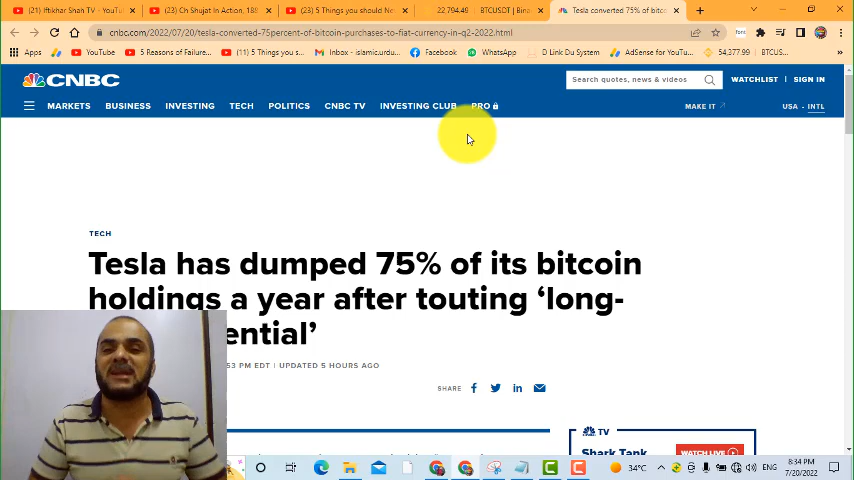 (21) Iftikhar Shah TV - YouTu
(23) Ch Shujat In Action, 186
(23) 5 Things you should Ne
22,794.49 BTCUSDT | Binan
Tesla converted 75% of bitc
cnbc.com/2022/07/20/tesla-converted-75percent-of-bitcoin-purchases-to-fiat-currency-in-q2-2022.html
Apps
YouTube
5 Reasons of Failure...
(11) 5 Things you s...
Inbox - islamic.urdu...
Facebook
WhatsApp
D Link Du System
AdSense for YouTu...
54,377.99 | BTCUS...
CNBC
Search quotes, news & videos
WATCHLIST
SIGN IN
MARKETS
BUSINESS
INVESTING
TECH
POLITICS
CNBC TV
INVESTING CLUB
PRO
MAKE IT
USA - INTL
TECH
Tesla has dumped 75% of its bitcoin
holdings a year after touting ‘long-
ential’
53 PM EDT | UPDATED 5 HOURS AGO
SHARE
TV
Shark Tank
WATCH LIVE
34°C
ENG
8:34 PM
7/20/2022